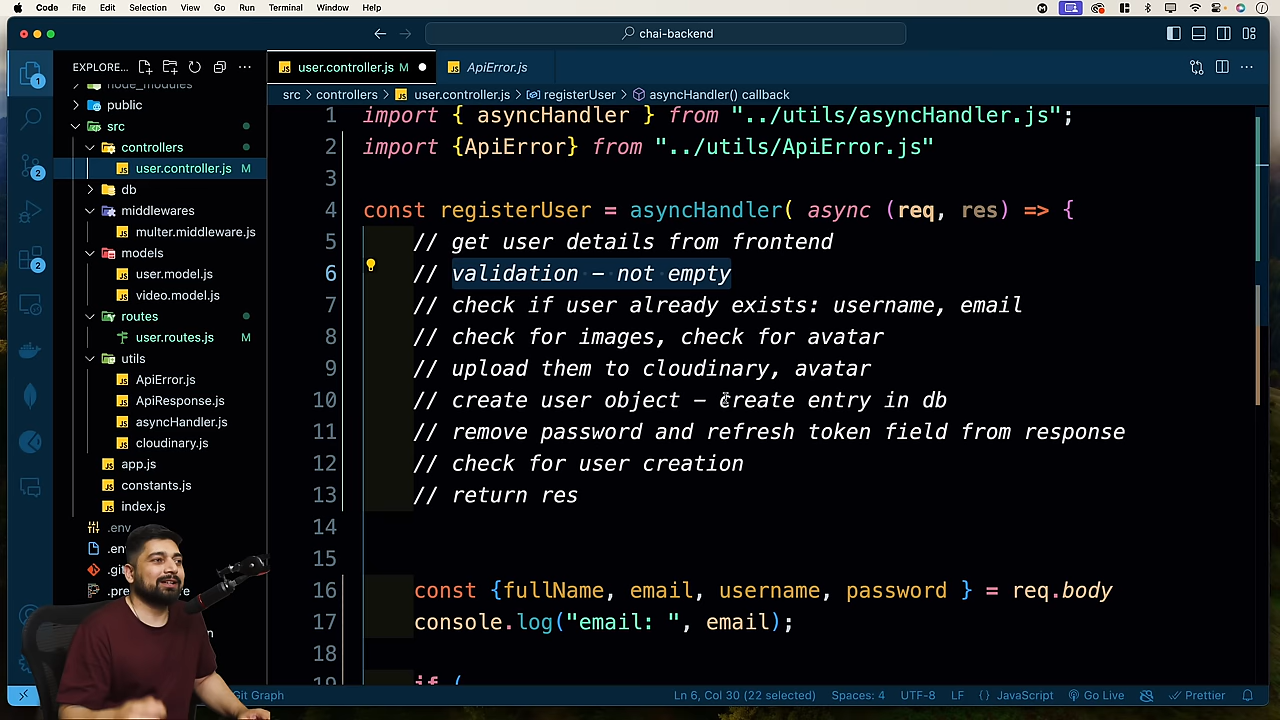 Code File Edit Selection View Go Run Terminal Window Help
chai-backend
EXPLORE... user.controller.js M ApiError.js
src > controllers > user.controller.js > registerUser > asyncHandler() callback
node_modules
public
src
controllers
user.controller.js M
db
middlewares
multer.middleware.js
models
user.model.js
video.model.js
routes
user.routes.js M
utils
ApiError.js
ApiResponse.js
asyncHandler.js
cloudinary.js
app.js
constants.js
index.js
.env
1
2
2
1 import { asyncHandler } from "../utils/asyncHandler.js";
2 import {ApiError} from "../utils/ApiError.js"
3
4 const registerUser = asyncHandler( async (req, res) => {
5 // get user details from frontend
6 // validation - not empty
7 // check if user already exists: username, email
8 // check for images, check for avatar
9 // upload them to cloudinary, avatar
10 // create user object - create entry in db
11 // remove password and refresh token field from response
12 // check for user creation
13 // return res
14
15
16 const {fullName, email, username, password } = req.body
17 console.log("email: ", email);
18
19 if (
Git Graph Ln 6, Col 30 (22 selected) Spaces: 4 UTF-8 LF {} JavaScript Go Live Prettier